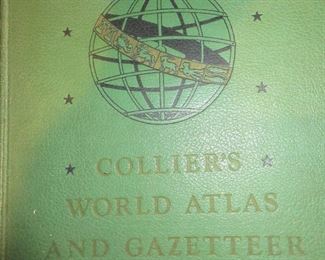 COLLIER'S
WORLD ATLAS
AND GAZETTEER